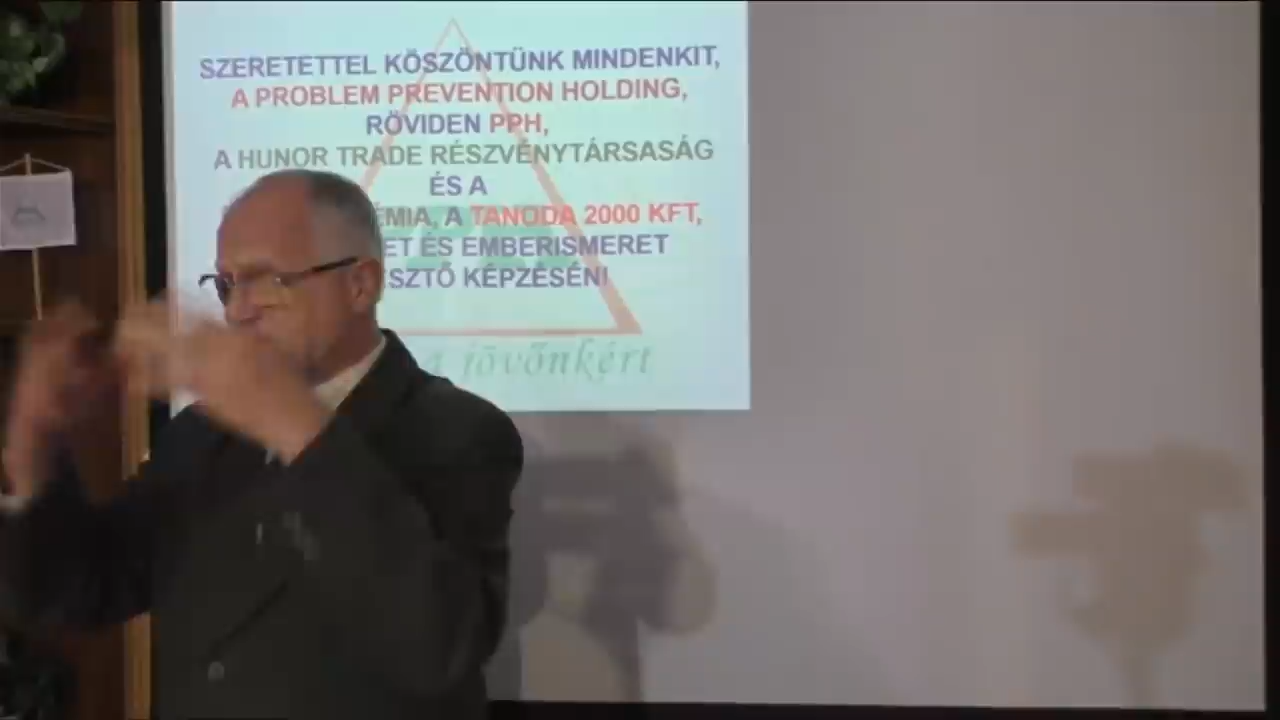 SZERETETTEL KÖSZÖNTÜNK MINDENKIT,
A PROBLEM PREVENTION HOLDING,
RÖVIDEN PPH,
A HUNOR TRADE RÉSZVÉNYTÁRSASÁG
ÉS A
ÉMIA, A TANODA 2000 KFT,
ET ÉS EMBERISMERET
SZTŐ KÉPZÉSÉN!
a jövőnkért